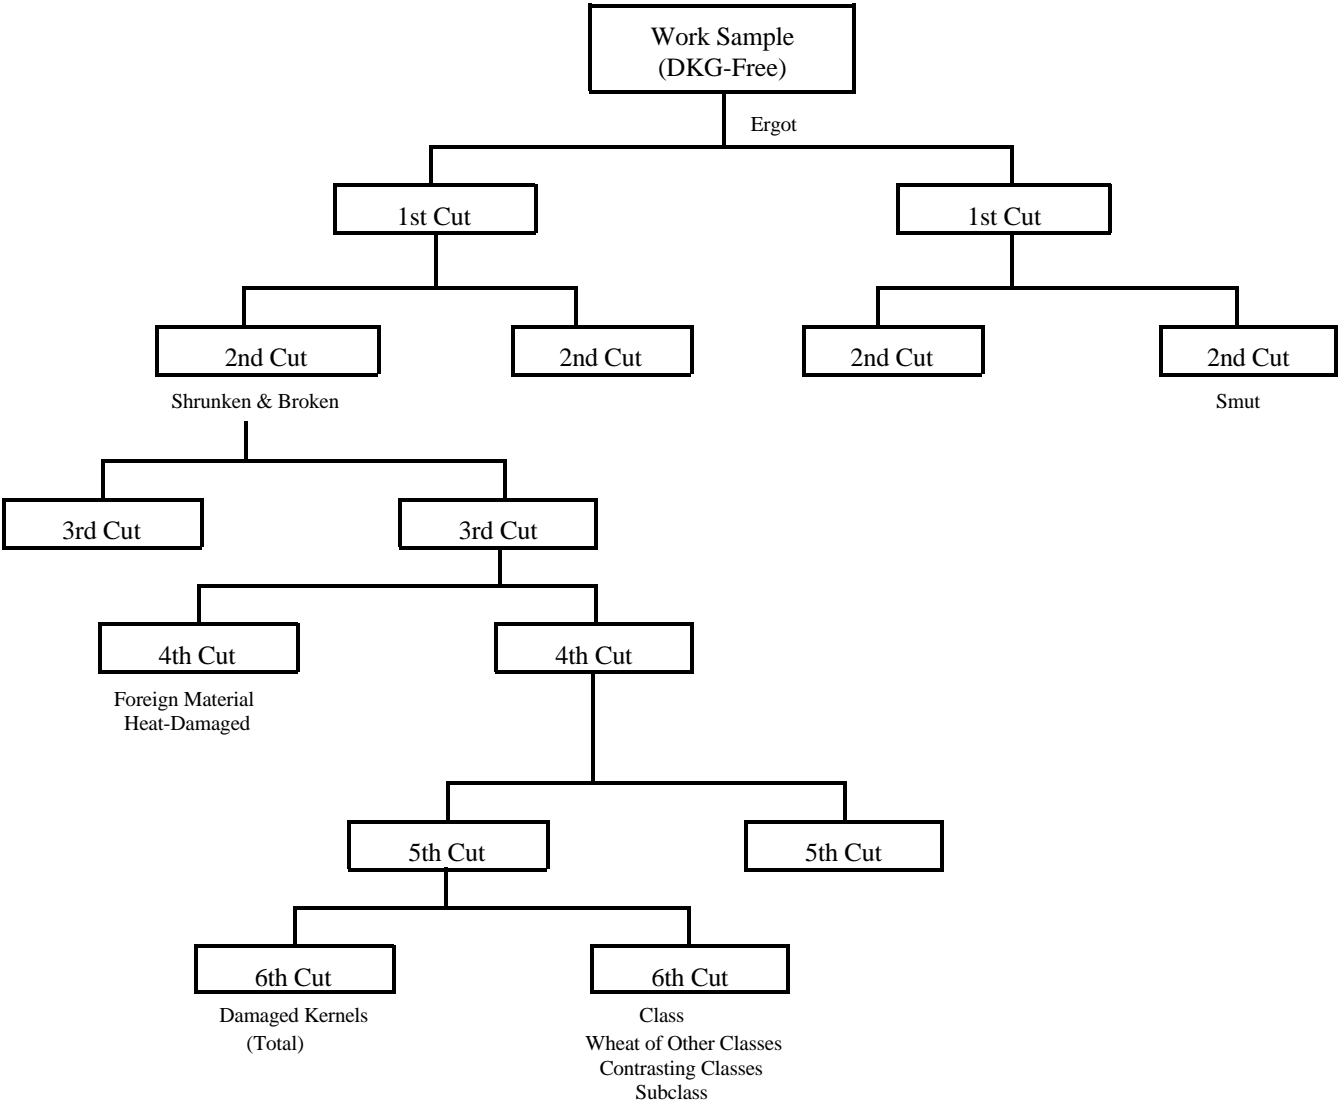 Work Sample
(DKG-Free)
Ergot
1st Cut
1st Cut
2nd Cut
2nd Cut
2nd Cut
2nd Cut
Shrunken & Broken
Smut
3rd Cut
3rd Cut
4th Cut
4th Cut
Foreign Material
Heat-Damaged
5th Cut
5th Cut
6th Cut
6th Cut
Damaged Kernels
(Total)
Class
Wheat of Other Classes
Contrasting Classes
Subclass